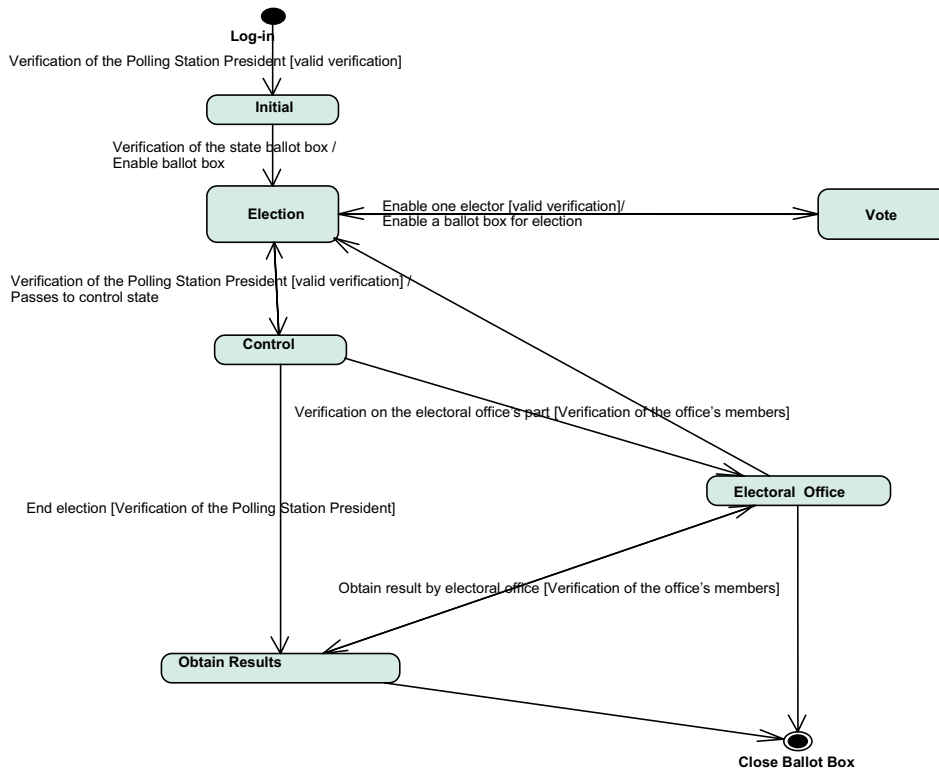 Log-in
Verification of the Polling Station President [valid verification]
Initial
Verification of the state ballot box /
Enable ballot box
Election
Enable one elector [valid verification]/
Enable a ballot box for election
Vote
Verification of the Polling Station President [valid verification] /
Passes to control state
Control
Verification on the electoral office's part [Verification of the office's members]
Electoral Office
End election [Verification of the Polling Station President]
Obtain result by electoral office [Verification of the office's members]
Obtain Results
Close Ballot Box